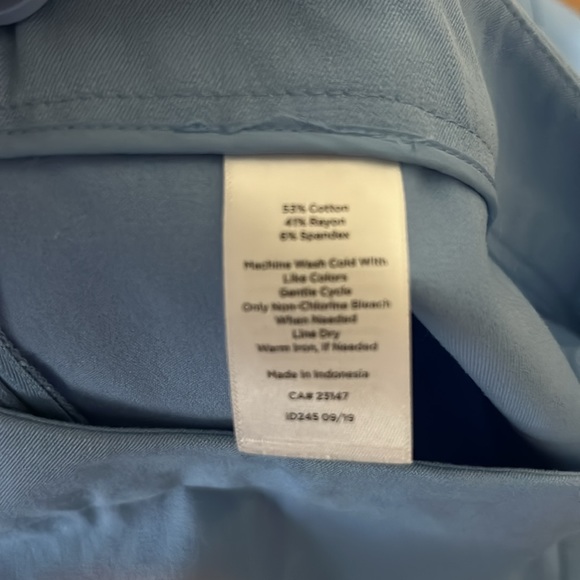 53% Cotton
41% Rayon
6% Spandex
Machine Wash Cold With
Like Colors
Gentle Cycle
Only Non-Chlorine Bleach
When Needed
Line Dry
Warm Iron, If Needed
Made in Indonesia
CA# 23147
ID245 09/19